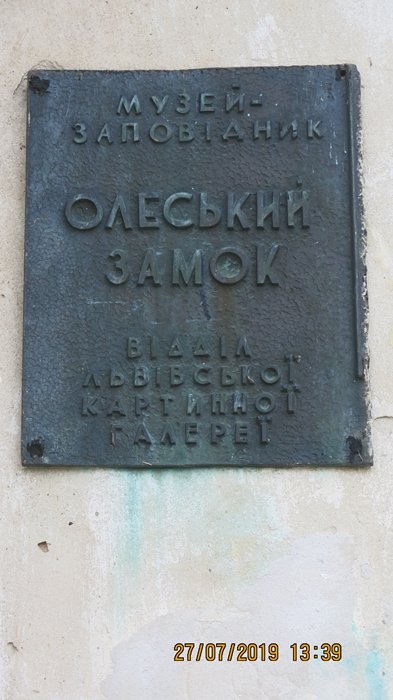 МУЗЕЙ-
ЗАПОВІДНИК
ОЛЕСЬКИЙ
ЗАМОК
ВІДДІЛ
ЛЬВІВСЬКОЇ
КАРТИННОЇ
ГАЛЕРЕЇ
27/07/2019 13:39